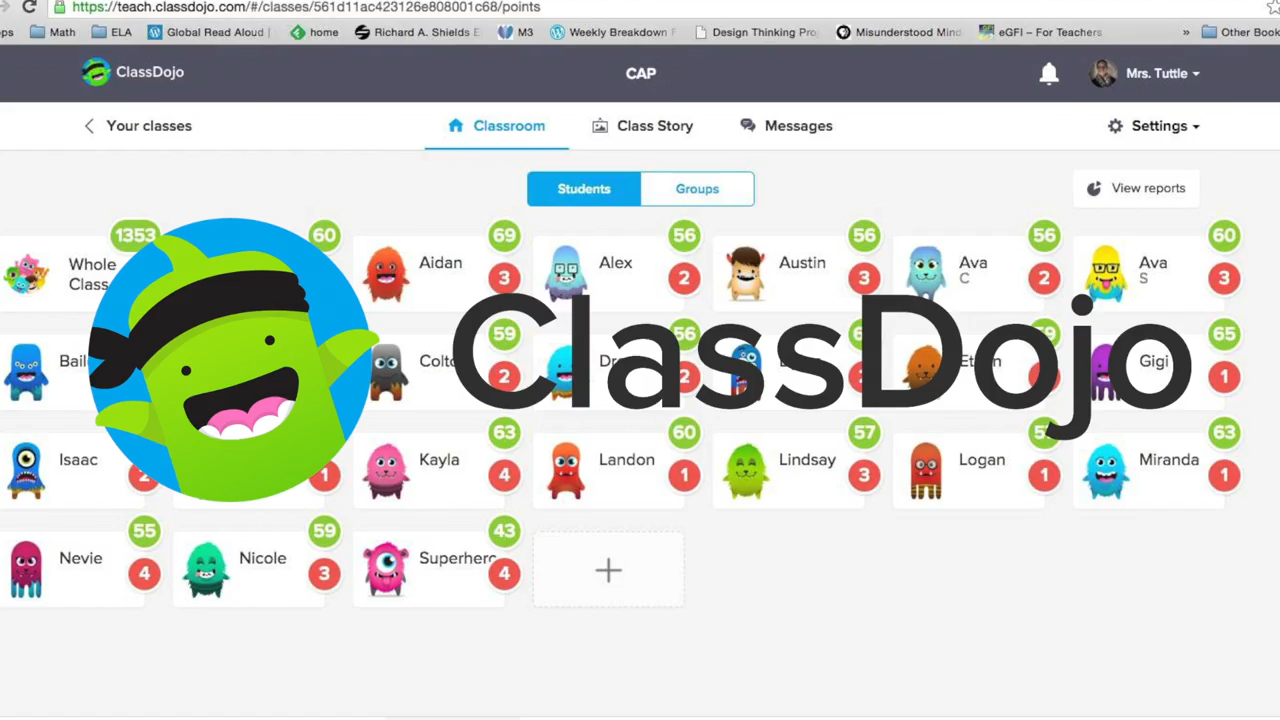 https://teach.classdojo.com/#/classes/561d11ac423126e808001c68/points
ps Math ELA Global Read Aloud | home Richard A. Shields E M3 Weekly Breakdown F Design Thinking Pro Misunderstood Mind eGFI – For Teachers » Other Book
ClassDojo CAP Mrs. Tuttle
Your classes Classroom Class Story Messages Settings
Students Groups View reports
1353 60 69 56 56 56 60
Whole Class Aidan Alex Austin Ava C Ava S
3 2 3 2 3
ClassDojo
59 56 65
Bail Colto Dr Gigi
2 2 1
63 60 57 63
Isaac Kayla Landon Lindsay Logan Miranda
2 1 4 1 3 1 1
55 59 43
Nevie Nicole Superhero
4 3 4